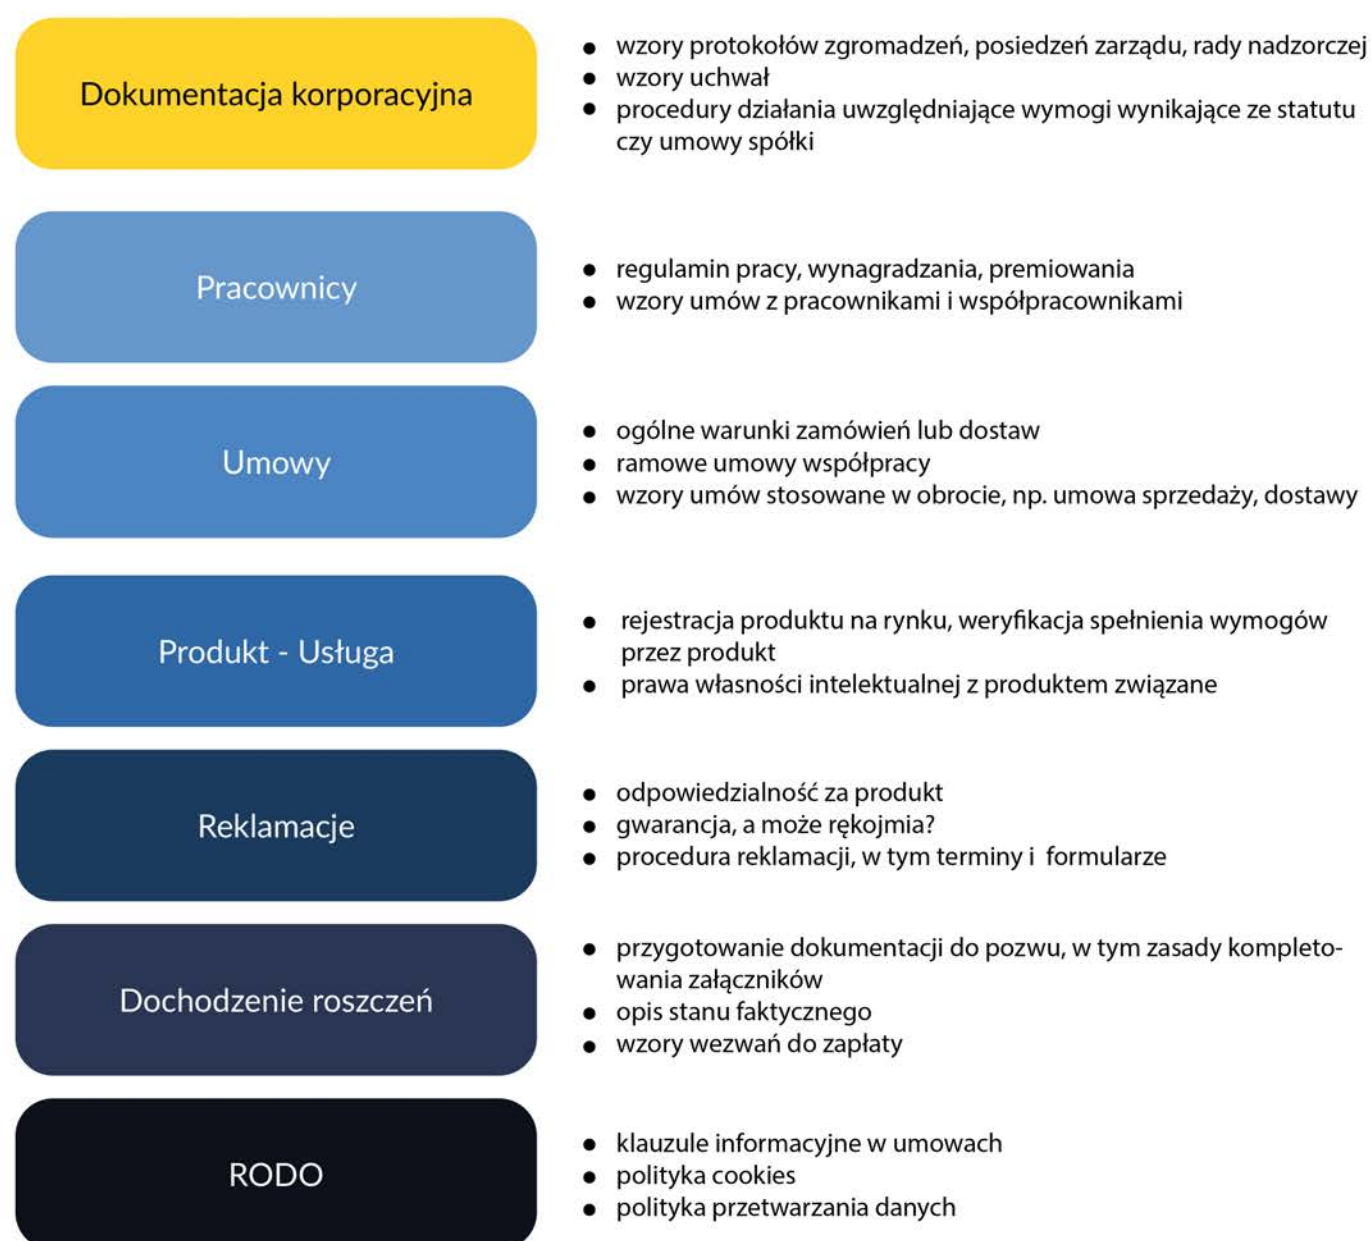 Dokumentacja korporacyjna
● wzory protokołów zgromadzeń, posiedzeń zarządu, rady nadzorczej
● wzory uchwał
● procedury działania uwzględniające wymogi wynikające ze statutu
czy umowy spółki
Pracownicy
● regulamin pracy, wynagradzania, premiowania
● wzory umów z pracownikami i współpracownikami
Umowy
● ogólne warunki zamówień lub dostaw
● ramowe umowy współpracy
● wzory umów stosowane w obrocie, np. umowa sprzedaży, dostawy
Produkt - Usługa
● rejestracja produktu na rynku, weryfikacja spełnienia wymogów
przez produkt
● prawa własności intelektualnej z produktem związane
Reklamacje
● odpowiedzialność za produkt
● gwarancja, a może rękojmia?
● procedura reklamacji, w tym terminy i formularze
Dochodzenie roszczeń
● przygotowanie dokumentacji do pozwu, w tym zasady kompleto-
wania załączników
● opis stanu faktycznego
● wzory wezwań do zapłaty
RODO
● klauzule informacyjne w umowach
● polityka cookies
● polityka przetwarzania danych